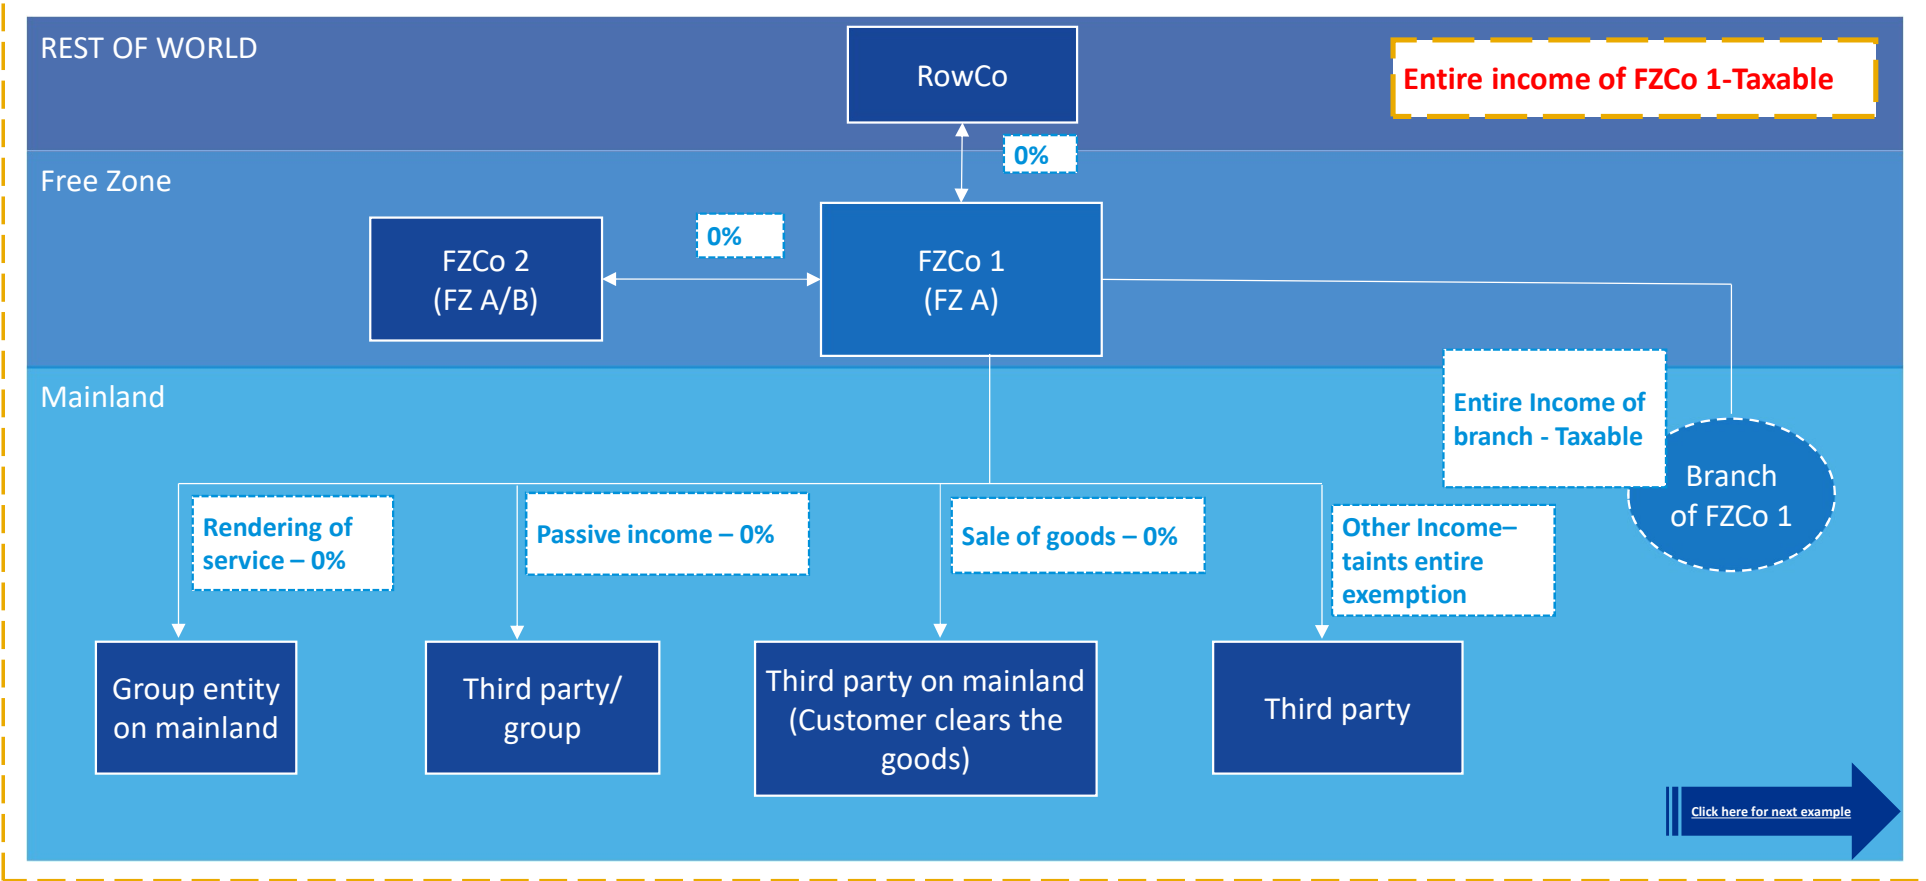 REST OF WORLD
RowCo
Entire income of FZCo 1-Taxable
0%
Free Zone
FZCo 2
(FZ A/B)
0%
FZCo 1
(FZ A)
Mainland
Entire Income of
branch - Taxable
Branch
of FZCo 1
Rendering of
service – 0%
Passive income – 0%
Sale of goods – 0%
Other Income–
taints entire
exemption
Group entity
on mainland
Third party/
group
Third party on mainland
(Customer clears the
goods)
Third party
Click here for next example